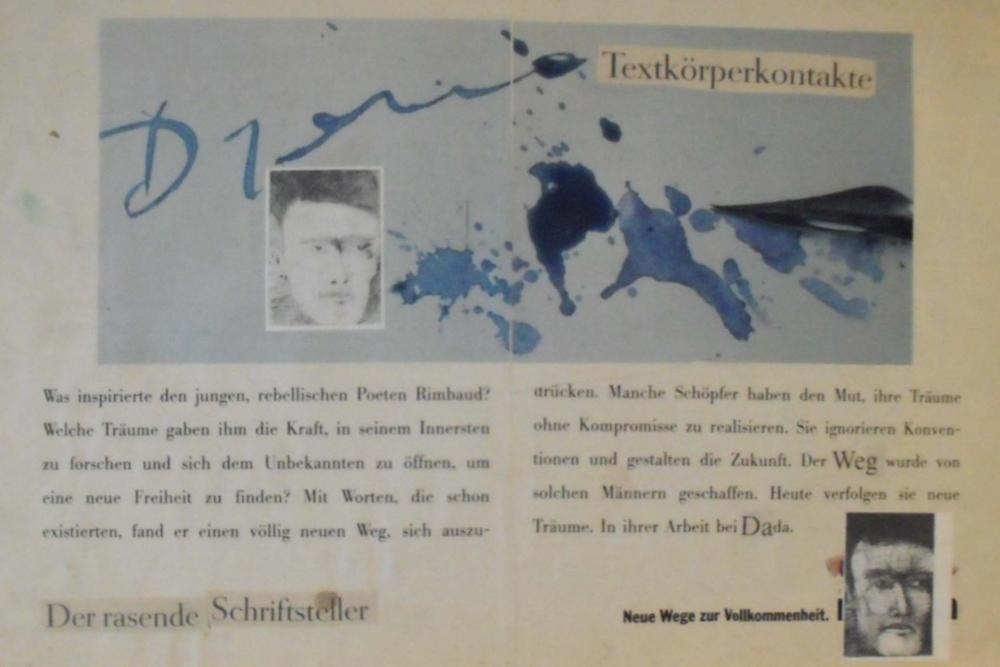 Textkörperkontakte
Was inspirierte den jungen, rebellischen Poeten Rimbaud?
Welche Träume gaben ihm die Kraft, in seinem Innersten
zu forschen und sich dem Unbekannten zu öffnen, um
eine neue Freiheit zu finden? Mit Worten, die schon
existierten, fand er einen völlig neuen Weg, sich auszu-
drücken. Manche Schöpfer haben den Mut, ihre Träume
ohne Kompromisse zu realisieren. Sie ignorieren Konven-
tionen und gestalten die Zukunft. Der Weg wurde von
solchen Männern geschaffen. Heute verfolgen sie neue
Träume. In ihrer Arbeit bei Dada.
Der rasende Schriftsteller
Neue Wege zur Vollkommenheit.